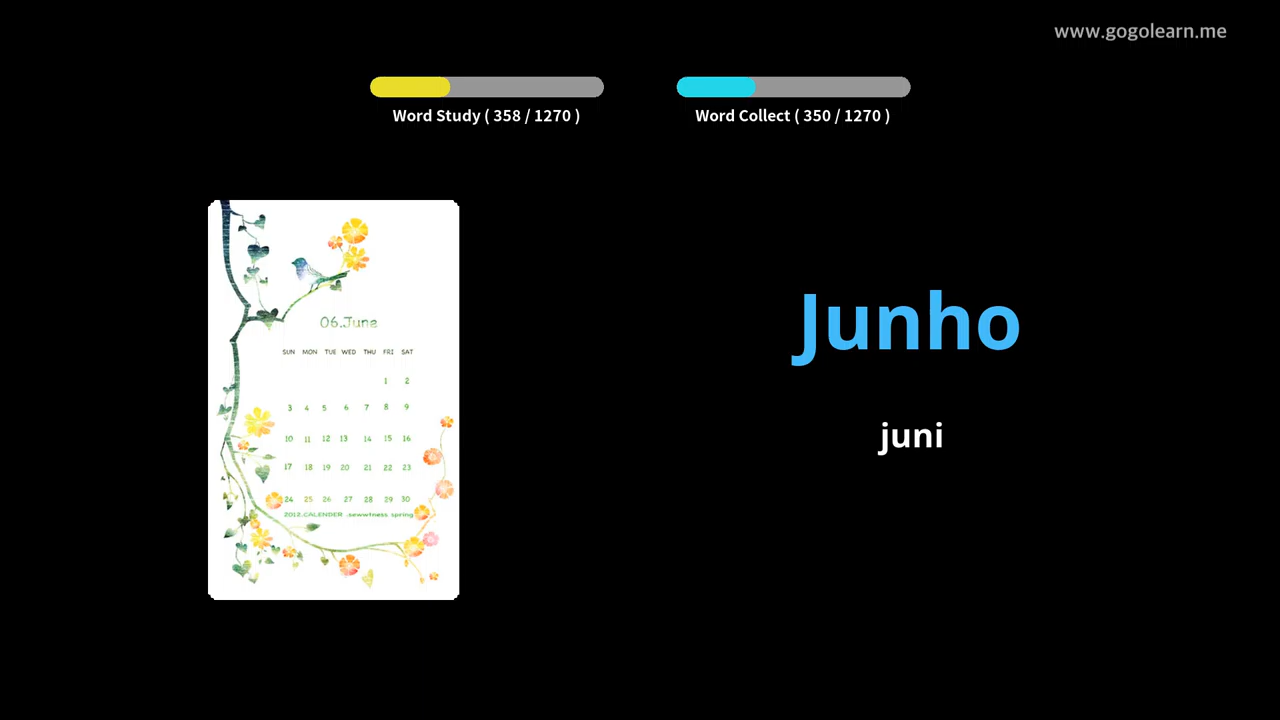 www.gogolearn.me
Word Study ( 358 / 1270 )
Word Collect ( 350 / 1270 )
06.June
SUN MON TUE WED THU FRI SAT
1 2
3 4 5 6 7 8 9
10 11 12 13 14 15 16
17 18 19 20 21 22 23
24 25 26 27 28 29 30
2012.CALENDER .sewwtness spring
Junho
juni